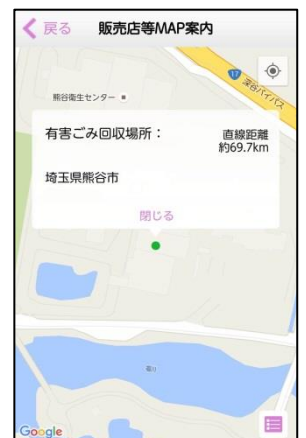 戻る 販売店等MAP案内
17
深谷バイパス
熊谷衛生センター
有害ごみ回収場所： 直線距離
約69.7km
埼玉県熊谷市
閉じる
Google